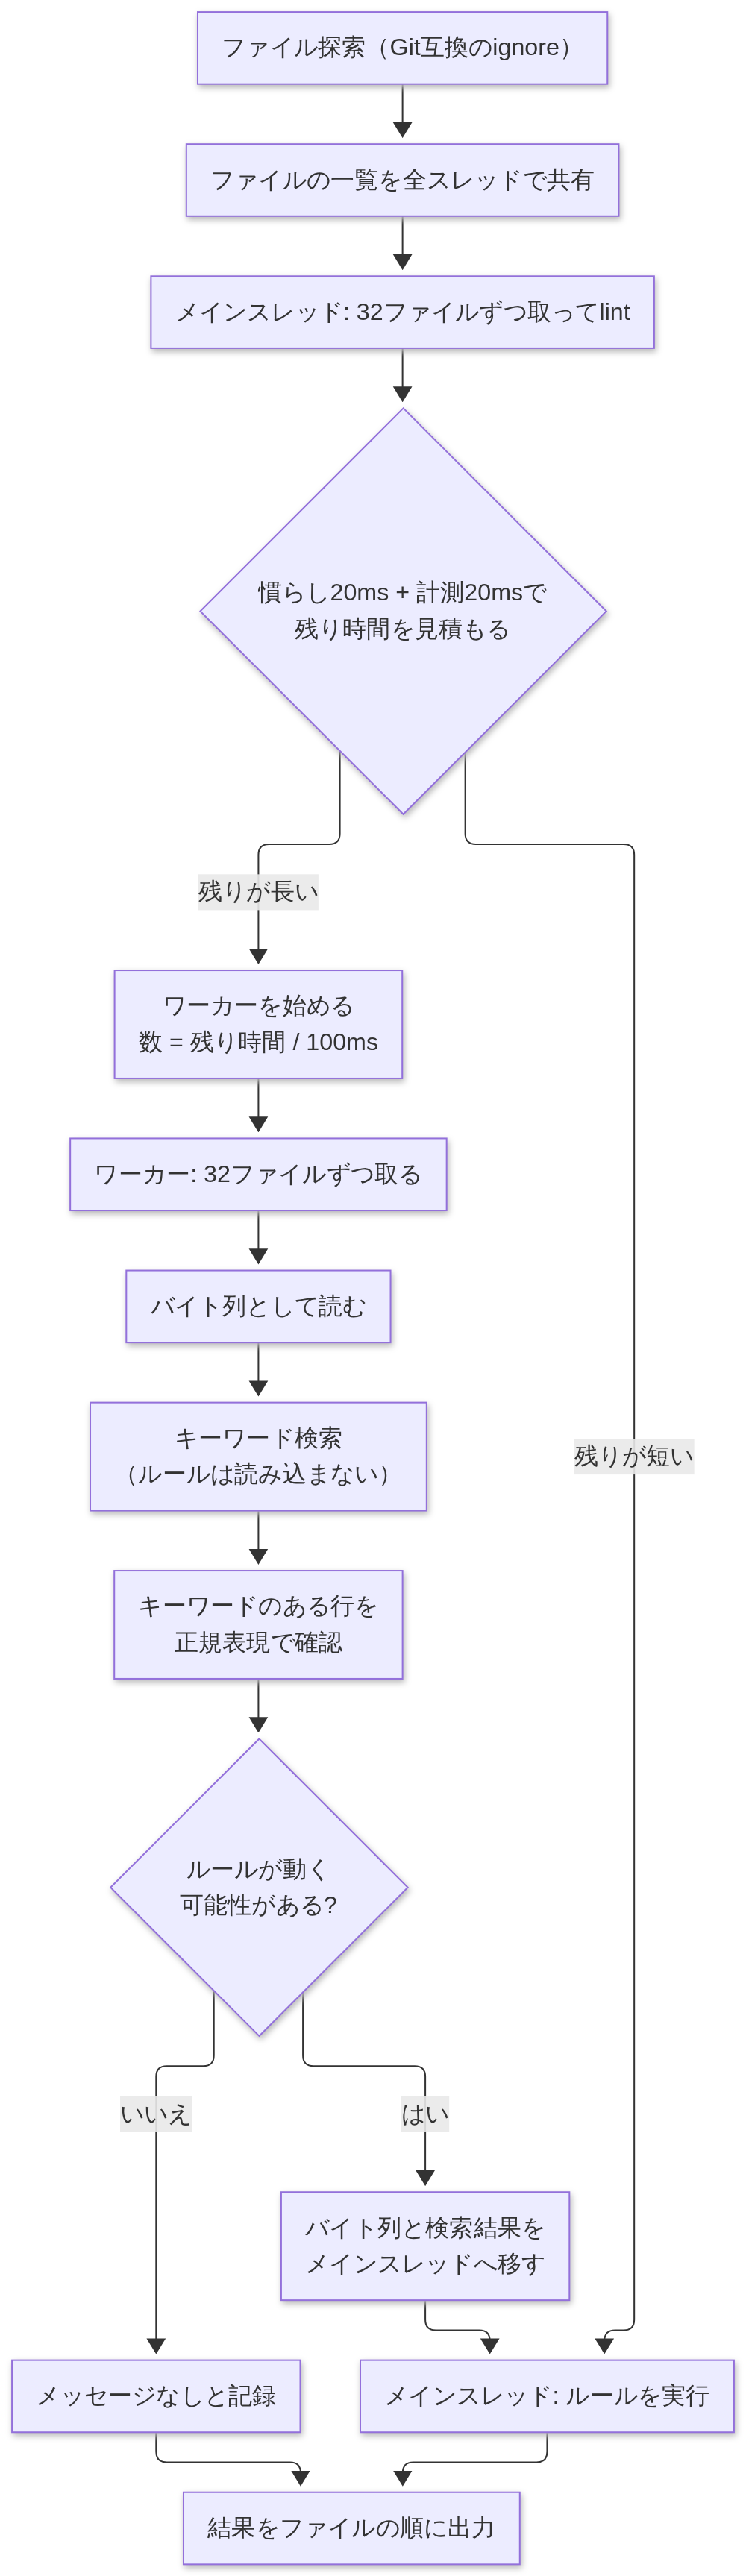 ファイル探索（Git互換のignore）
ファイルの一覧を全スレッドで共有
メインスレッド: 32ファイルずつ取ってlint
慣らし20ms + 計測20msで
残り時間を見積もる
残りが長い
ワーカーを始める
数 = 残り時間 / 100ms
ワーカー: 32ファイルずつ取る
バイト列として読む
キーワード検索
（ルールは読み込まない）
残りが短い
キーワードのある行を
正規表現で確認
ルールが動く
可能性がある?
いいえ
はい
バイト列と検索結果を
メインスレッドへ移す
メッセージなしと記録
メインスレッド: ルールを実行
結果をファイルの順に出力